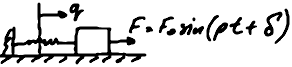 q
F = F₀ sin(pt + δ)